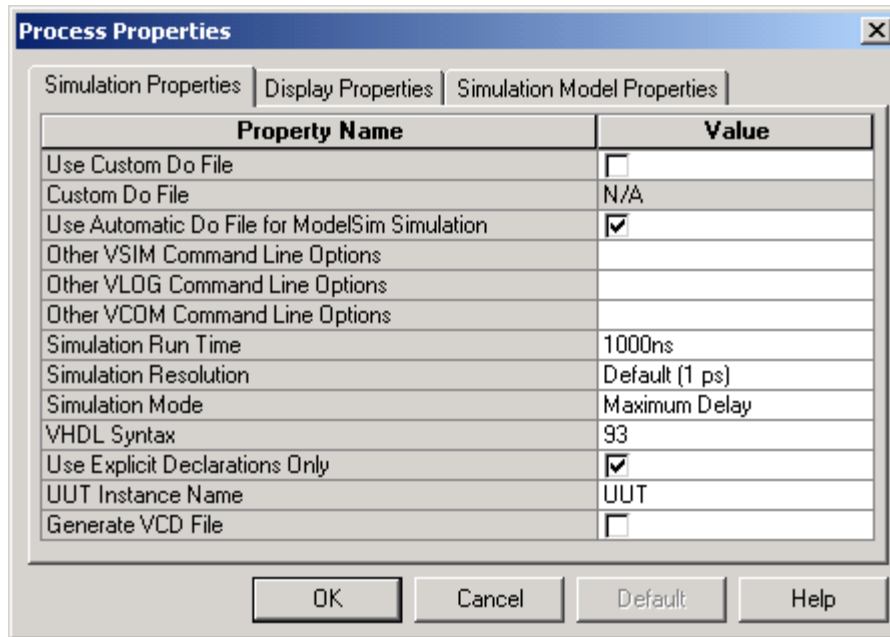 Process Properties
Simulation Properties Display Properties Simulation Model Properties
Property Name Value
Use Custom Do File
Custom Do File N/A
Use Automatic Do File for ModelSim Simulation
Other VSIM Command Line Options
Other VLOG Command Line Options
Other VCOM Command Line Options
Simulation Run Time 1000ns
Simulation Resolution Default (1 ps)
Simulation Mode Maximum Delay
VHDL Syntax 93
Use Explicit Declarations Only
UUT Instance Name UUT
Generate VCD File
OK Cancel Default Help